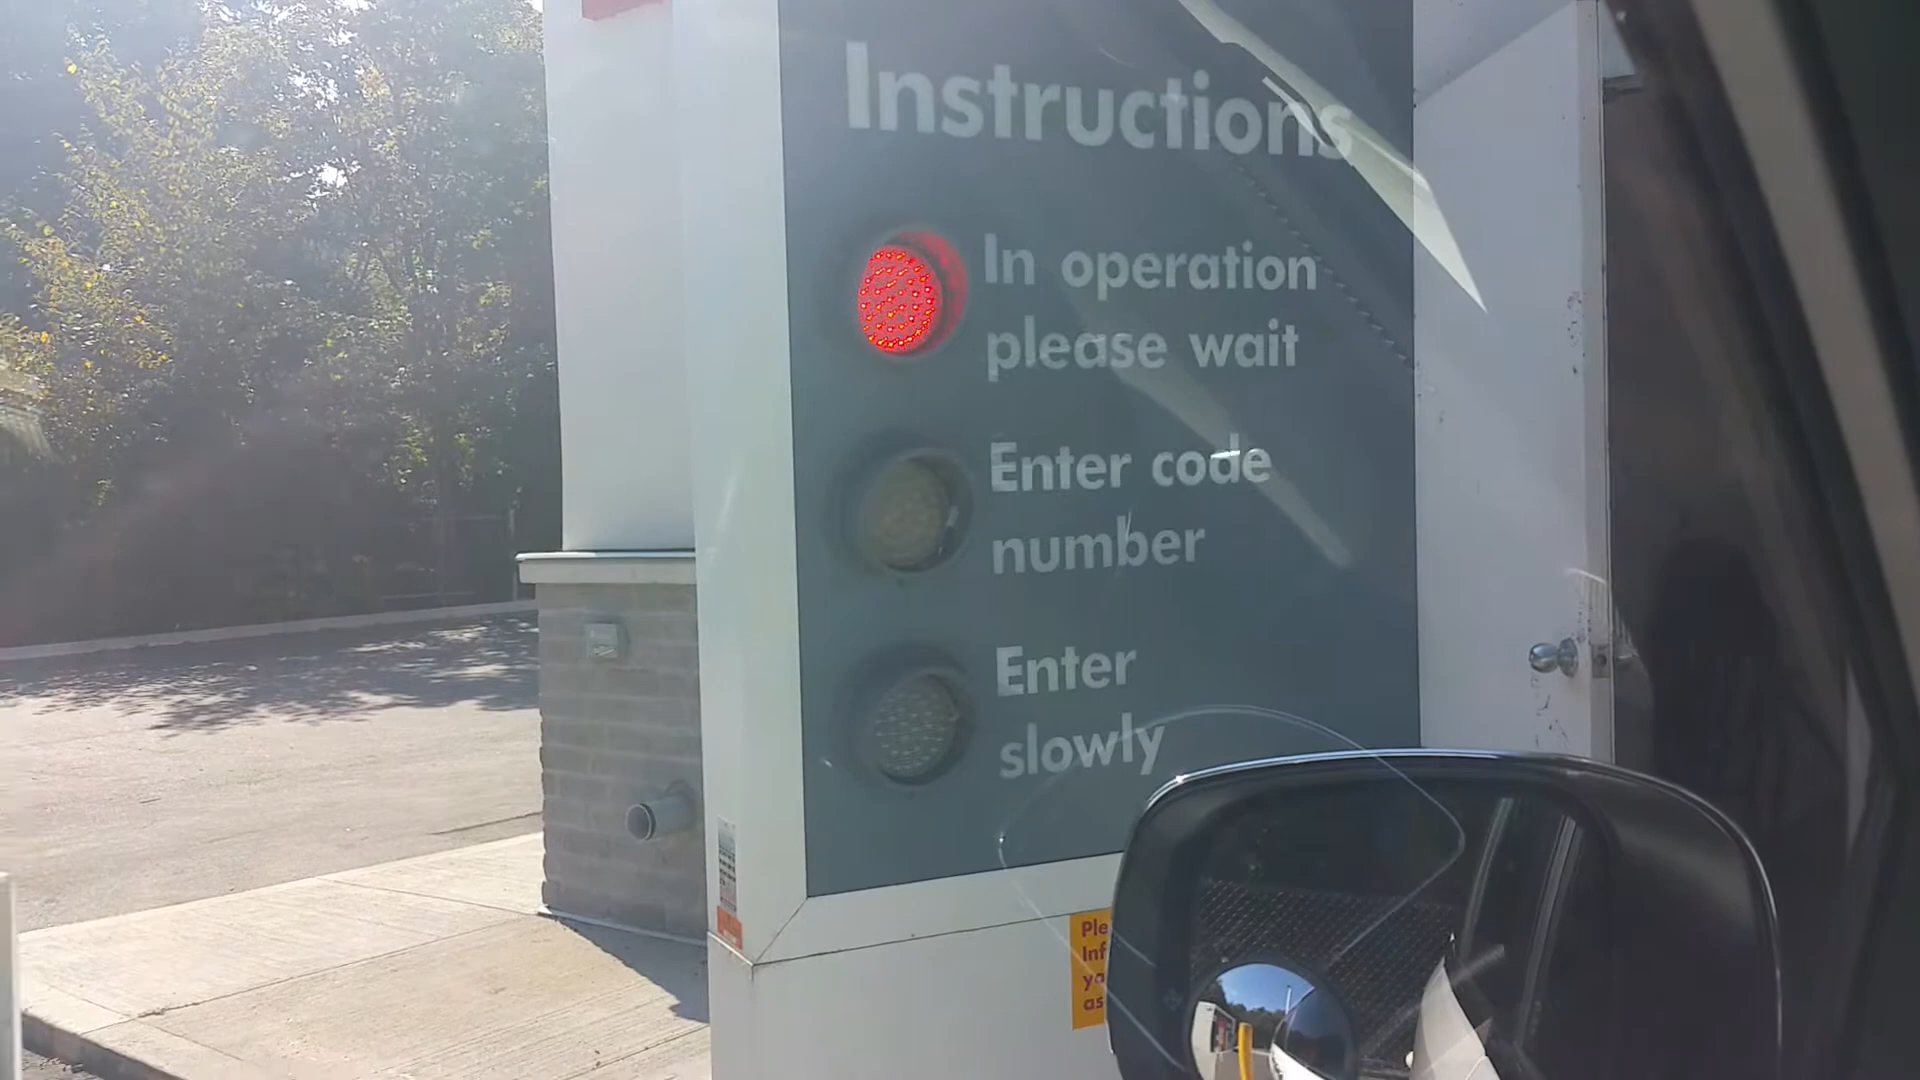 Instructions
In operation
please wait
Enter code
number
Enter
slowly